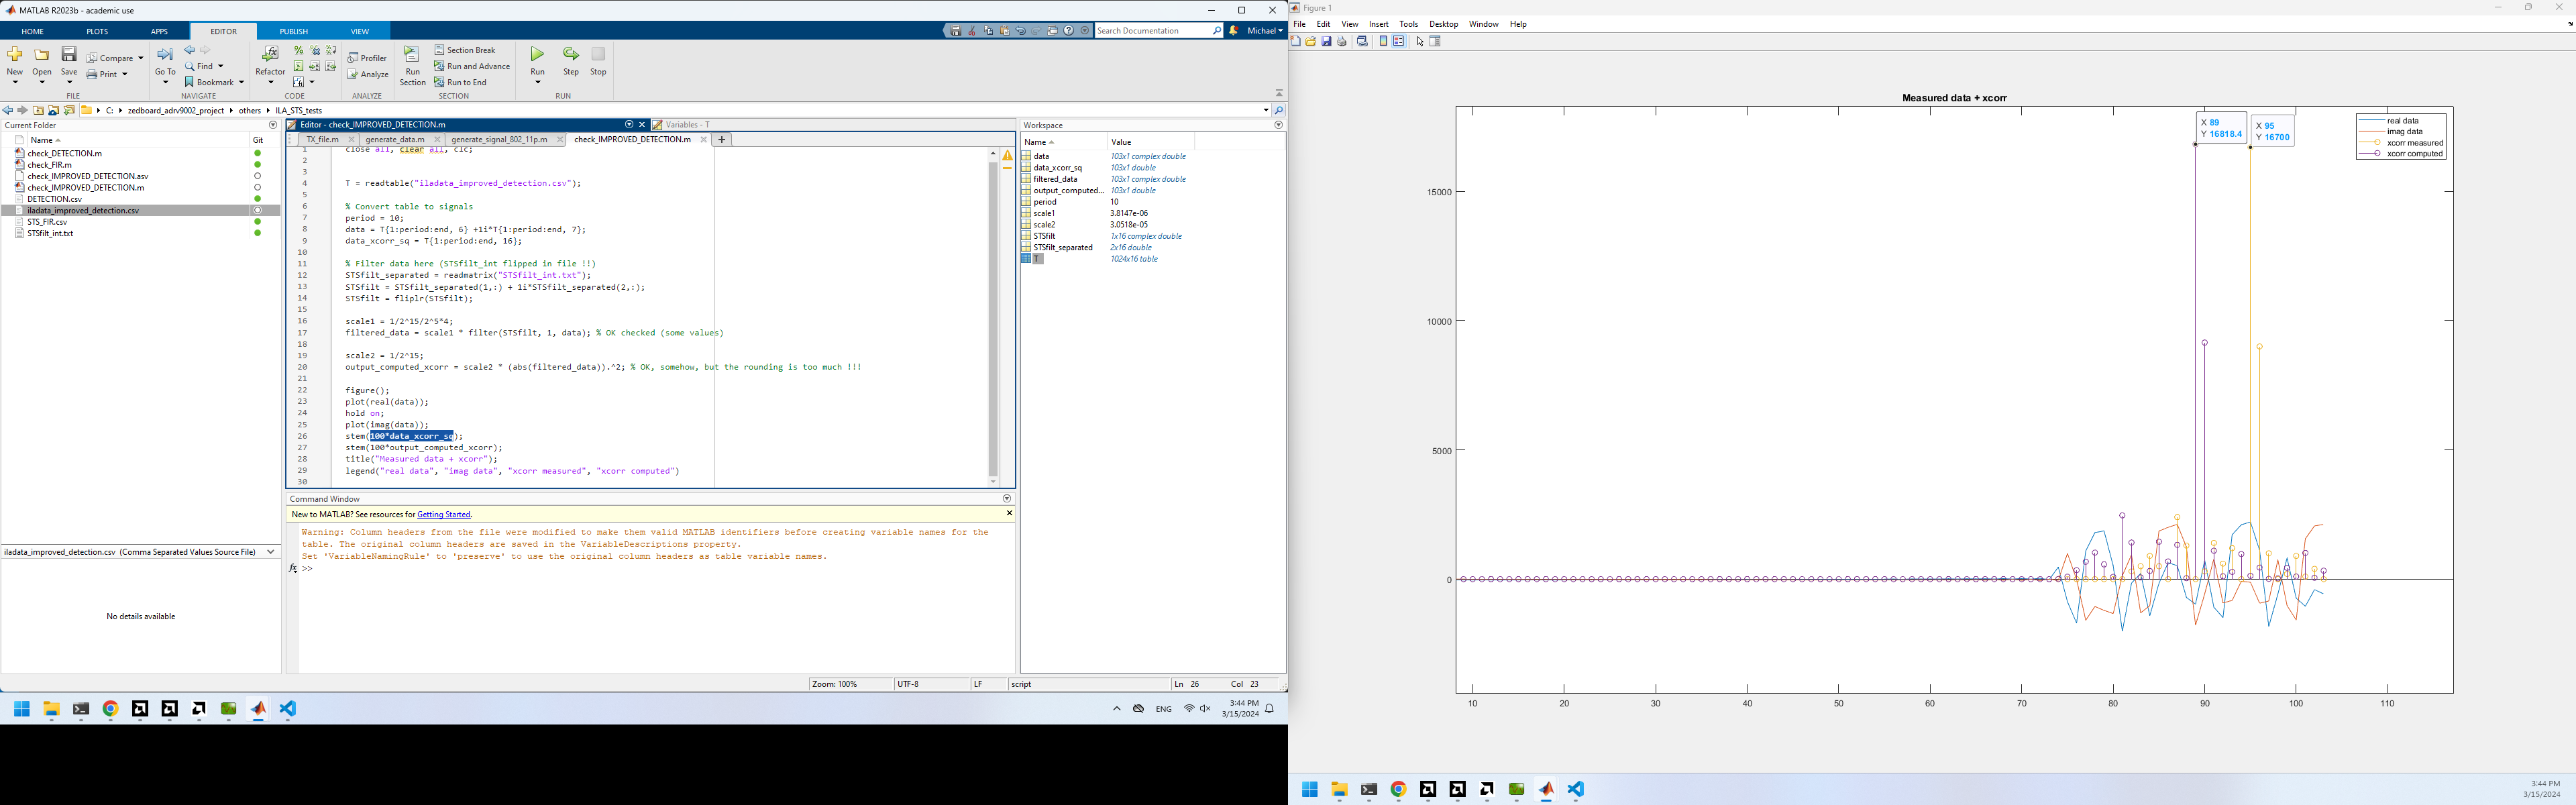 MATLAB R2023b - academic use
HOME PLOTS APPS EDITOR PUBLISH VIEW
Search Documentation
Michael
New Open Save
Compare
Print
Go To
Find
Bookmark
Refactor
Profiler
Analyze
Run Section
Section Break
Run and Advance
Run to End
Run Step Stop
FILE NAVIGATE CODE ANALYZE SECTION RUN
C: zedboard_adrv9002_project others ILA_STS_tests
Current Folder
Name Git
check_DETECTION.m
check_FIR.m
check_IMPROVED_DETECTION.asv
check_IMPROVED_DETECTION.m
DETECTION.csv
iladata_improved_detection.csv
STS_FIR.csv
STSfilt_int.txt
iladata_improved_detection.csv (Comma Separated Values Source File)
No details available
Editor - check_IMPROVED_DETECTION.m
Variables - T
TX_file.m generate_data.m generate_signal_802_11p.m check_IMPROVED_DETECTION.m
1 close all, clear all, clc;
2
3
4 T = readtable("iladata_improved_detection.csv");
5
6 % Convert table to signals
7 period = 10;
8 data = T{1:period:end, 6} +1i*T{1:period:end, 7};
9 data_xcorr_sq = T{1:period:end, 16};
10
11 % Filter data here (STSfilt_int flipped in file !!)
12 STSfilt_separated = readmatrix("STSfilt_int.txt");
13 STSfilt = STSfilt_separated(1,:) + 1i*STSfilt_separated(2,:);
14 STSfilt = fliplr(STSfilt);
15
16 scale1 = 1/2^15/2^5*4;
17 filtered_data = scale1 * filter(STSfilt, 1, data); % OK checked (some values)
18
19 scale2 = 1/2^15;
20 output_computed_xcorr = scale2 * (abs(filtered_data)).^2; % OK, somehow, but the rounding is too much !!!
21
22 figure();
23 plot(real(data));
24 hold on;
25 plot(imag(data));
26 stem(100*data_xcorr_sq);
27 stem(100*output_computed_xcorr);
28 title("Measured data + xcorr");
29 legend("real data", "imag data", "xcorr measured", "xcorr computed")
30
Command Window
New to MATLAB? See resources for Getting Started.
Warning: Column headers from the file were modified to make them valid MATLAB identifiers before creating variable names for the
table. The original column headers are saved in the VariableDescriptions property.
Set 'VariableNamingRule' to 'preserve' to use the original column headers as table variable names.
fx >>
Workspace
Name Value
data 103x1 complex double
data_xcorr_sq 103x1 double
filtered_data 103x1 complex double
output_computed... 103x1 double
period 10
scale1 3.8147e-06
scale2 3.0518e-05
STSfilt 1x16 complex double
STSfilt_separated 2x16 double
T 1024x16 table
Zoom: 100% UTF-8 LF script Ln 26 Col 23
ENG
3:44 PM
3/15/2024
Figure 1
File Edit View Insert Tools Desktop Window Help
Measured data + xcorr
X 89
Y 16818.4
X 95
Y 16700
real data
imag data
xcorr measured
xcorr computed
15000
10000
5000
0
10 20 30 40 50 60 70 80 90 100 110
3:44 PM
3/15/2024